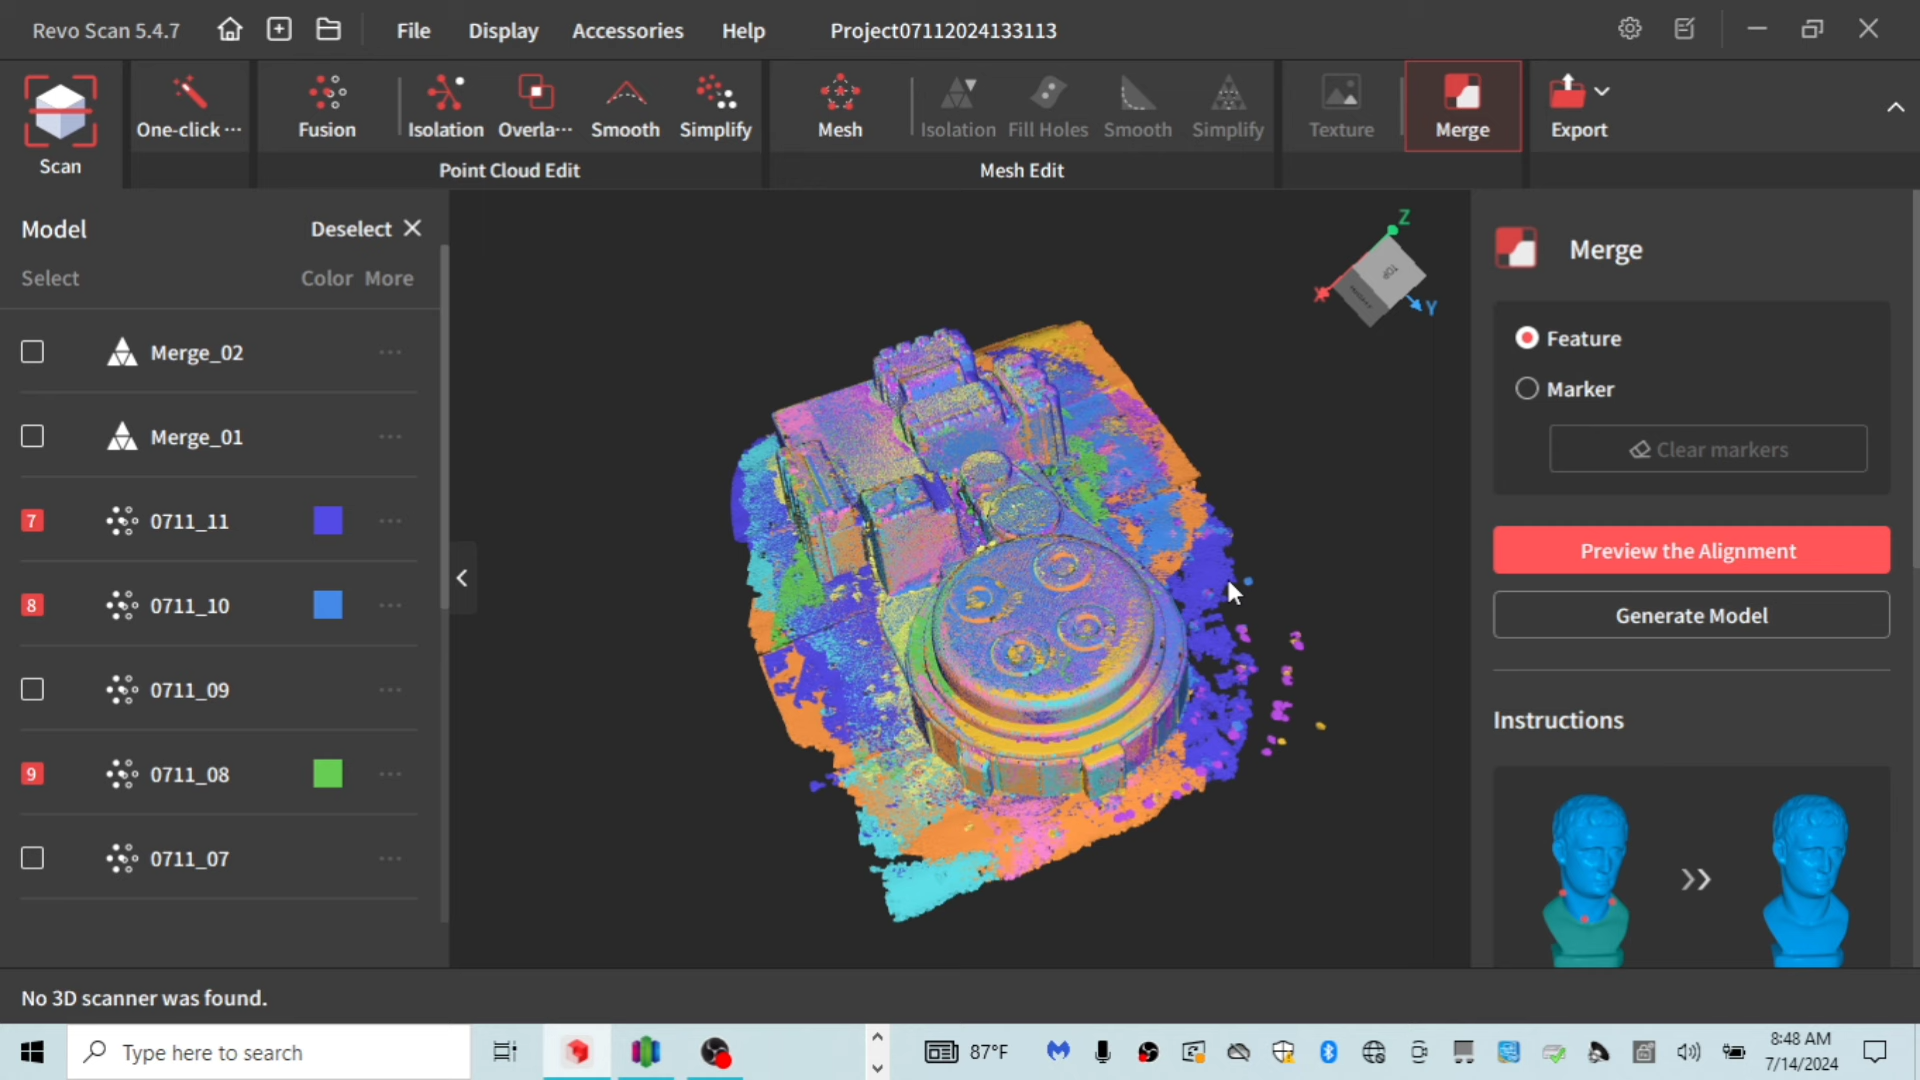 Revo Scan 5.4.7
File Display Accessories Help Project07112024133113
Scan
One-click ···
Fusion
Isolation Overla··· Smooth Simplify
Mesh
Isolation Fill Holes Smooth Simplify
Texture
Merge
Export
Point Cloud Edit
Mesh Edit
Model Deselect
Select Color More
Merge_02
Merge_01
7 0711_11
8 0711_10
0711_09
9 0711_08
0711_07
Z
X
Y
TOP
Merge
Feature
Marker
Clear markers
Preview the Alignment
Generate Model
Instructions
No 3D scanner was found.
Type here to search
87°F
8:48 AM
7/14/2024